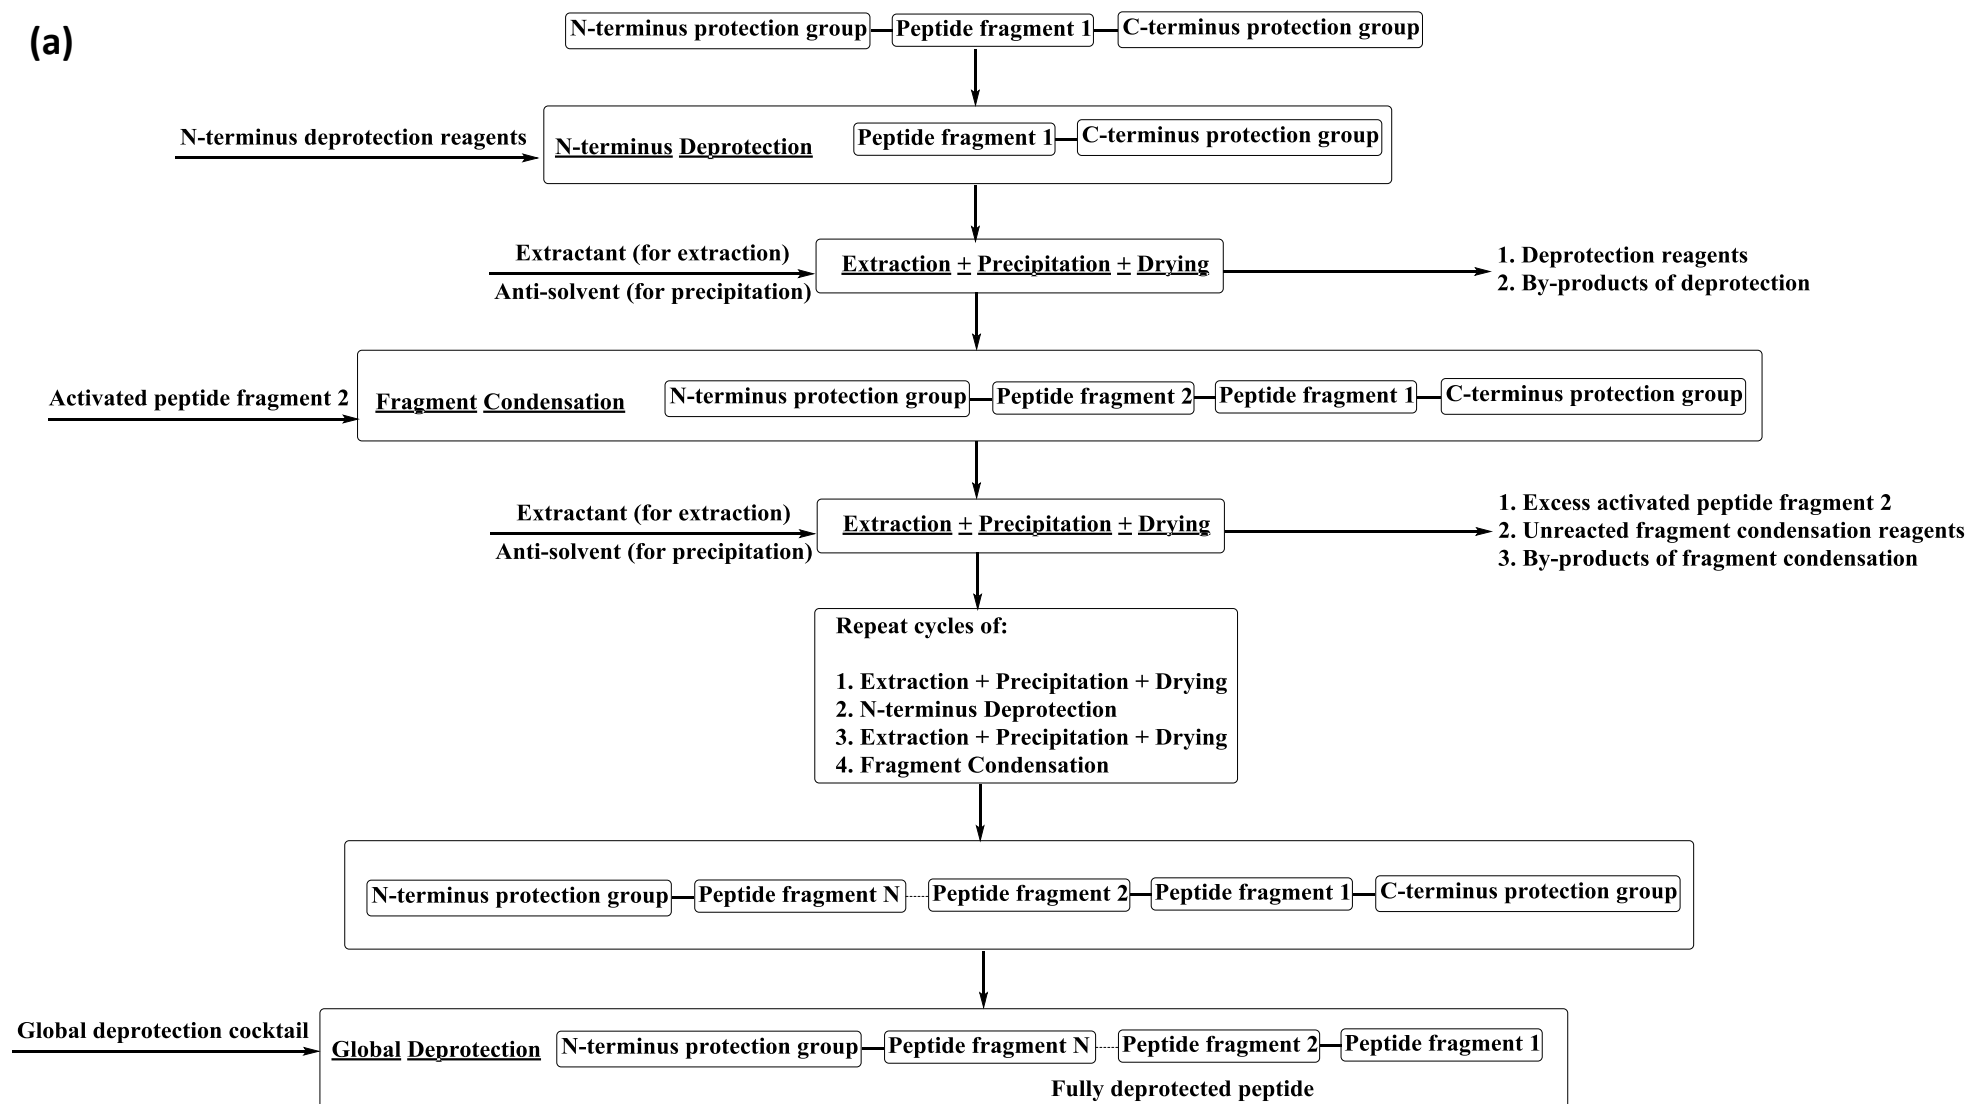 (a)
N-terminus protection group Peptide fragment 1 C-terminus protection group
N-terminus deprotection reagents
N-terminus Deprotection Peptide fragment 1 C-terminus protection group
Extractant (for extraction)
Anti-solvent (for precipitation)
Extraction + Precipitation + Drying
1. Deprotection reagents
2. By-products of deprotection
Activated peptide fragment 2
Fragment Condensation N-terminus protection group Peptide fragment 2 Peptide fragment 1 C-terminus protection group
Extractant (for extraction)
Anti-solvent (for precipitation)
Extraction + Precipitation + Drying
1. Excess activated peptide fragment 2
2. Unreacted fragment condensation reagents
3. By-products of fragment condensation
Repeat cycles of:
1. Extraction + Precipitation + Drying
2. N-terminus Deprotection
3. Extraction + Precipitation + Drying
4. Fragment Condensation
N-terminus protection group Peptide fragment N Peptide fragment 2 Peptide fragment 1 C-terminus protection group
Global deprotection cocktail
Global Deprotection N-terminus protection group Peptide fragment N Peptide fragment 2 Peptide fragment 1
Fully deprotected peptide